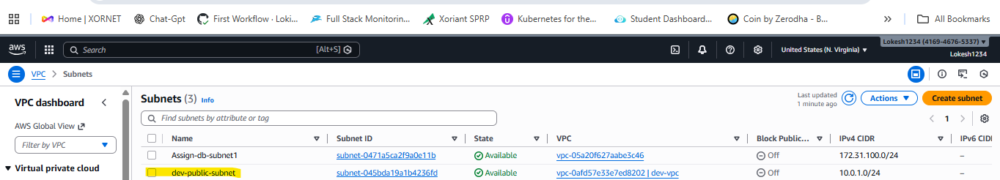 Home | XORNET Chat-Gpt First Workflow · Loki... Full Stack Monitorin... Xoriant SPRP Kubernetes for the... Student Dashboard... Coin by Zerodha - B... » All Bookmarks
aws Search [Alt+S] United States (N. Virginia) Lokesh1234 (4169-4676-5337)
Lokesh1234
VPC > Subnets
VPC dashboard
AWS Global View
Filter by VPC
Virtual private cloud
Subnets (3) Info
Last updated
1 minute ago
Actions Create subnet
Find subnets by attribute or tag
1
Name Subnet ID State VPC Block Public... IPv4 CIDR IPv6 CID
Assign-db-subnet1 subnet-0471a5ca2f9a0e11b Available vpc-05a20f627aabe3c46 Off 172.31.100.0/24 –
dev-public-subnet subnet-045bda19a1b4236fd Available vpc-0afd57e33e7ed8202 | dev-vpc Off 10.0.1.0/24 –